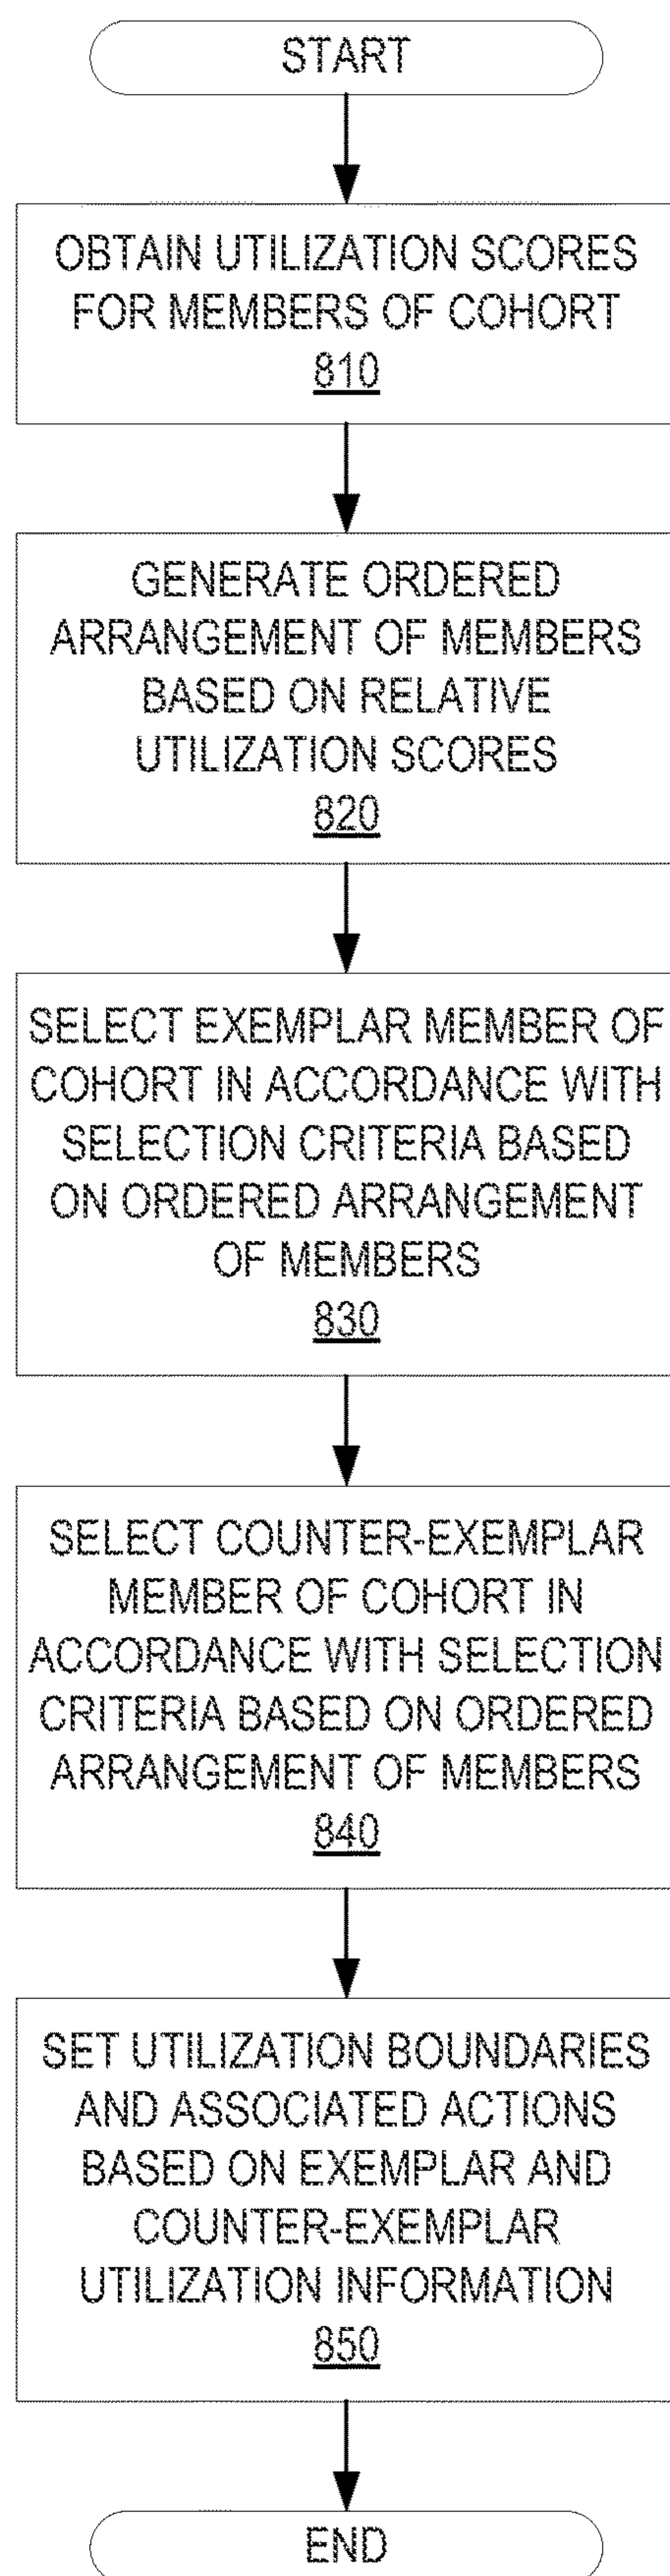 START
OBTAIN UTILIZATION SCORES
FOR MEMBERS OF COHORT
810
GENERATE ORDERED
ARRANGEMENT OF MEMBERS
BASED ON RELATIVE
UTILIZATION SCORES
820
SELECT EXEMPLAR MEMBER OF
COHORT IN ACCORDANCE WITH
SELECTION CRITERIA BASED
ON ORDERED ARRANGEMENT
OF MEMBERS
830
SELECT COUNTER-EXEMPLAR
MEMBER OF COHORT IN
ACCORDANCE WITH SELECTION
CRITERIA BASED ON ORDERED
ARRANGEMENT OF MEMBERS
840
SET UTILIZATION BOUNDARIES
AND ASSOCIATED ACTIONS
BASED ON EXEMPLAR AND
COUNTER-EXEMPLAR
UTILIZATION INFORMATION
850
END